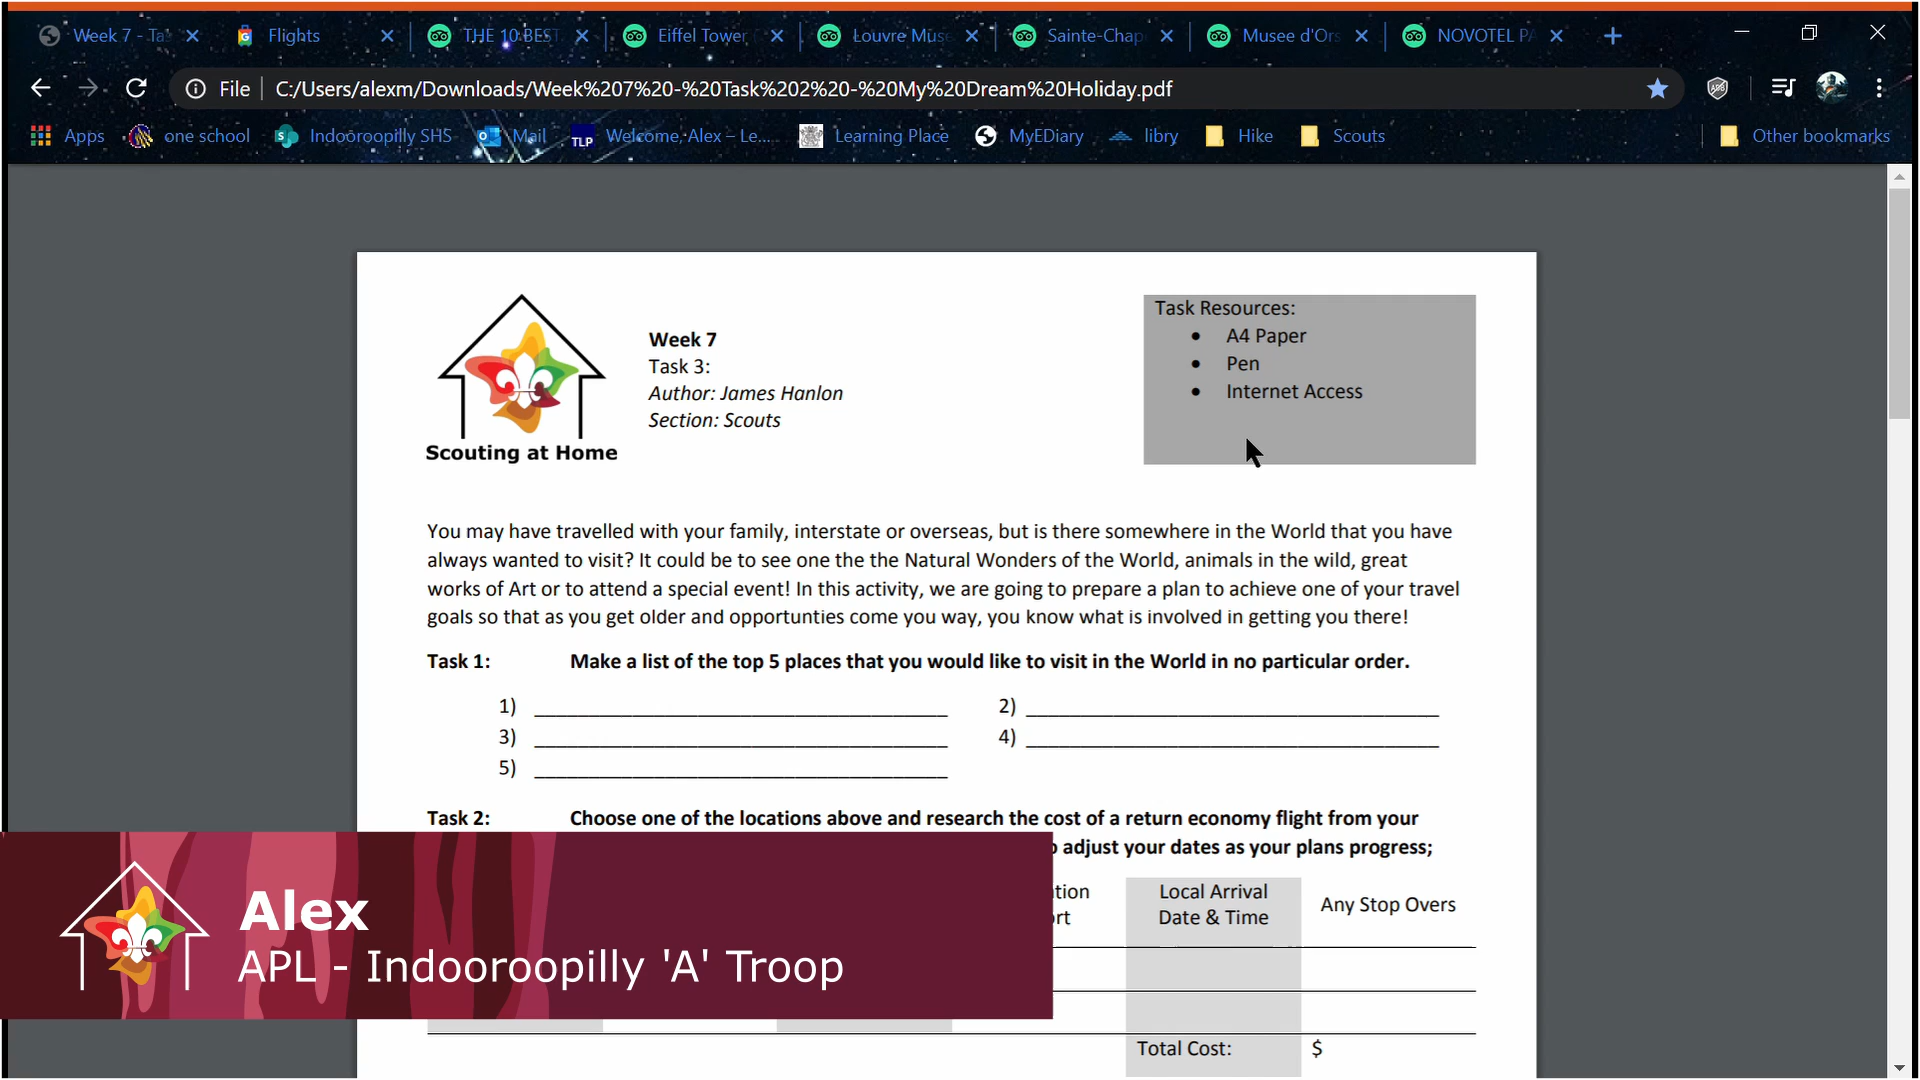 Week 7 - Ta
Flights
THE 10 BEST
Eiffel Tower
Louvre Muse
Sainte-Chap
Musee d'Ors
NOVOTEL PA
File
C:/Users/alexm/Downloads/Week%207%20-%20Task%202%20-%20My%20Dream%20Holiday.pdf
Apps
one school
Indooroopilly SHS
Mail
TLP
Welcome, Alex – Le...
Learning Place
MyEDiary
libry
Hike
Scouts
Other bookmarks
Scouting at Home
Week 7
Task 3:
Author: James Hanlon
Section: Scouts
Task Resources:
• A4 Paper
• Pen
• Internet Access
You may have travelled with your family, interstate or overseas, but is there somewhere in the World that you have
always wanted to visit? It could be to see one the the Natural Wonders of the World, animals in the wild, great
works of Art or to attend a special event! In this activity, we are going to prepare a plan to achieve one of your travel
goals so that as you get older and opportunties come you way, you know what is involved in getting you there!
Task 1: Make a list of the top 5 places that you would like to visit in the World in no particular order.
1) 2)
3) 4)
5)
Task 2: Choose one of the locations above and research the cost of a return economy flight from your
adjust your dates as your plans progress;
Local Arrival
Date & Time
Any Stop Overs
Total Cost: $
Alex
APL - Indooroopilly 'A' Troop